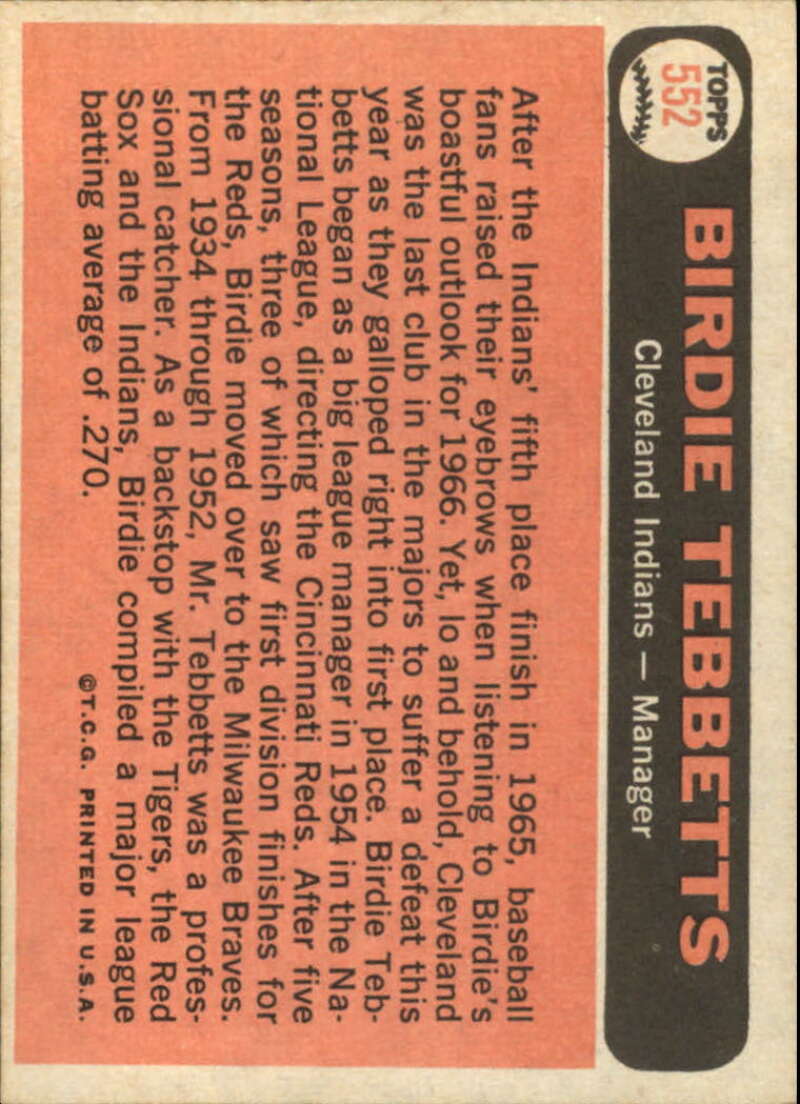 TOPPS
552
BIRDIE TEBBETTS
Cleveland Indians — Manager
After the Indians' fifth place finish in 1965, baseball
fans raised their eyebrows when listening to Birdie's
boastful outlook for 1966. Yet, lo and behold, Cleveland
was the last club in the majors to suffer a defeat this
year as they galloped right into first place. Birdie Teb-
betts began as a big league manager in 1954 in the Na-
tional League, directing the Cincinnati Reds. After five
seasons, three of which saw first division finishes for
the Reds, Birdie moved over to the Milwaukee Braves.
From 1934 through 1952, Mr. Tebbetts was a profes-
sional catcher. As a backstop with the Tigers, the Red
Sox and the Indians, Birdie compiled a major league
batting average of .270.
©T.C.G. PRINTED IN U.S.A.